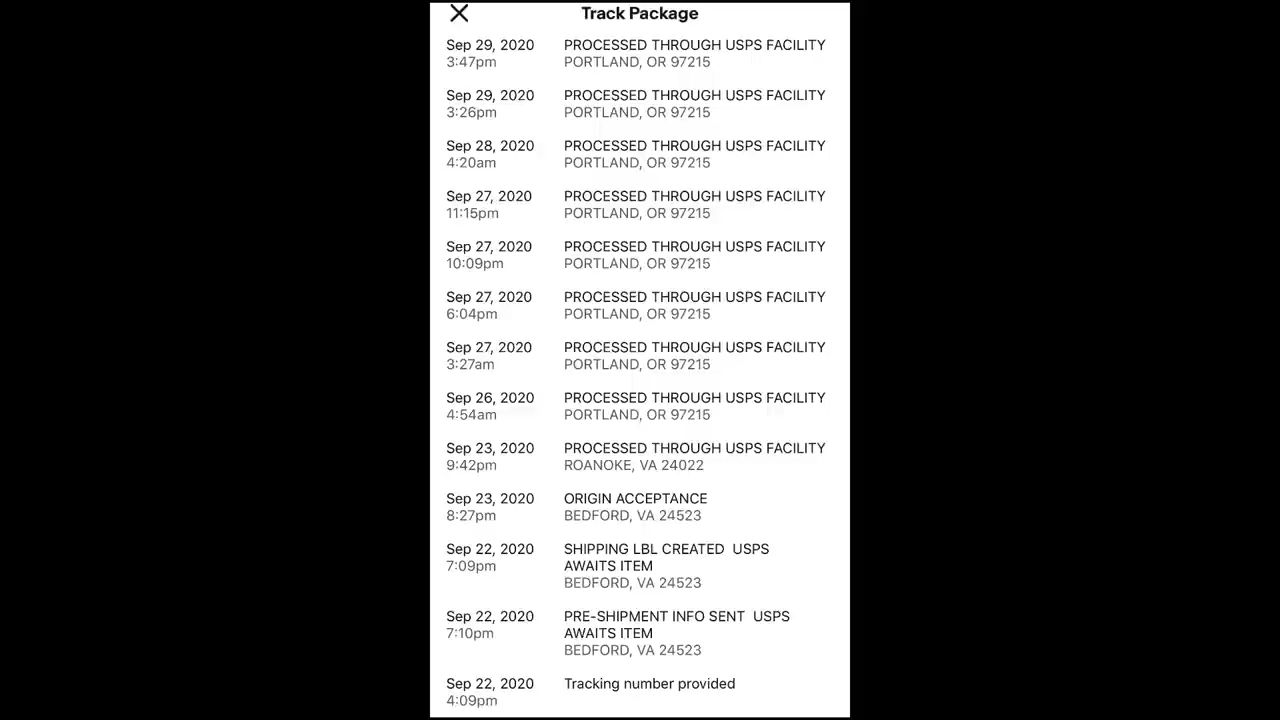 Track Package
Sep 29, 2020 PROCESSED THROUGH USPS FACILITY
3:47pm PORTLAND, OR 97215
Sep 29, 2020 PROCESSED THROUGH USPS FACILITY
3:26pm PORTLAND, OR 97215
Sep 28, 2020 PROCESSED THROUGH USPS FACILITY
4:20am PORTLAND, OR 97215
Sep 27, 2020 PROCESSED THROUGH USPS FACILITY
11:15pm PORTLAND, OR 97215
Sep 27, 2020 PROCESSED THROUGH USPS FACILITY
10:09pm PORTLAND, OR 97215
Sep 27, 2020 PROCESSED THROUGH USPS FACILITY
6:04pm PORTLAND, OR 97215
Sep 27, 2020 PROCESSED THROUGH USPS FACILITY
3:27am PORTLAND, OR 97215
Sep 26, 2020 PROCESSED THROUGH USPS FACILITY
4:54am PORTLAND, OR 97215
Sep 23, 2020 PROCESSED THROUGH USPS FACILITY
9:42pm ROANOKE, VA 24022
Sep 23, 2020 ORIGIN ACCEPTANCE
8:27pm BEDFORD, VA 24523
Sep 22, 2020 SHIPPING LBL CREATED  USPS
7:09pm AWAITS ITEM
BEDFORD, VA 24523
Sep 22, 2020 PRE-SHIPMENT INFO SENT  USPS
7:10pm AWAITS ITEM
BEDFORD, VA 24523
Sep 22, 2020 Tracking number provided
4:09pm